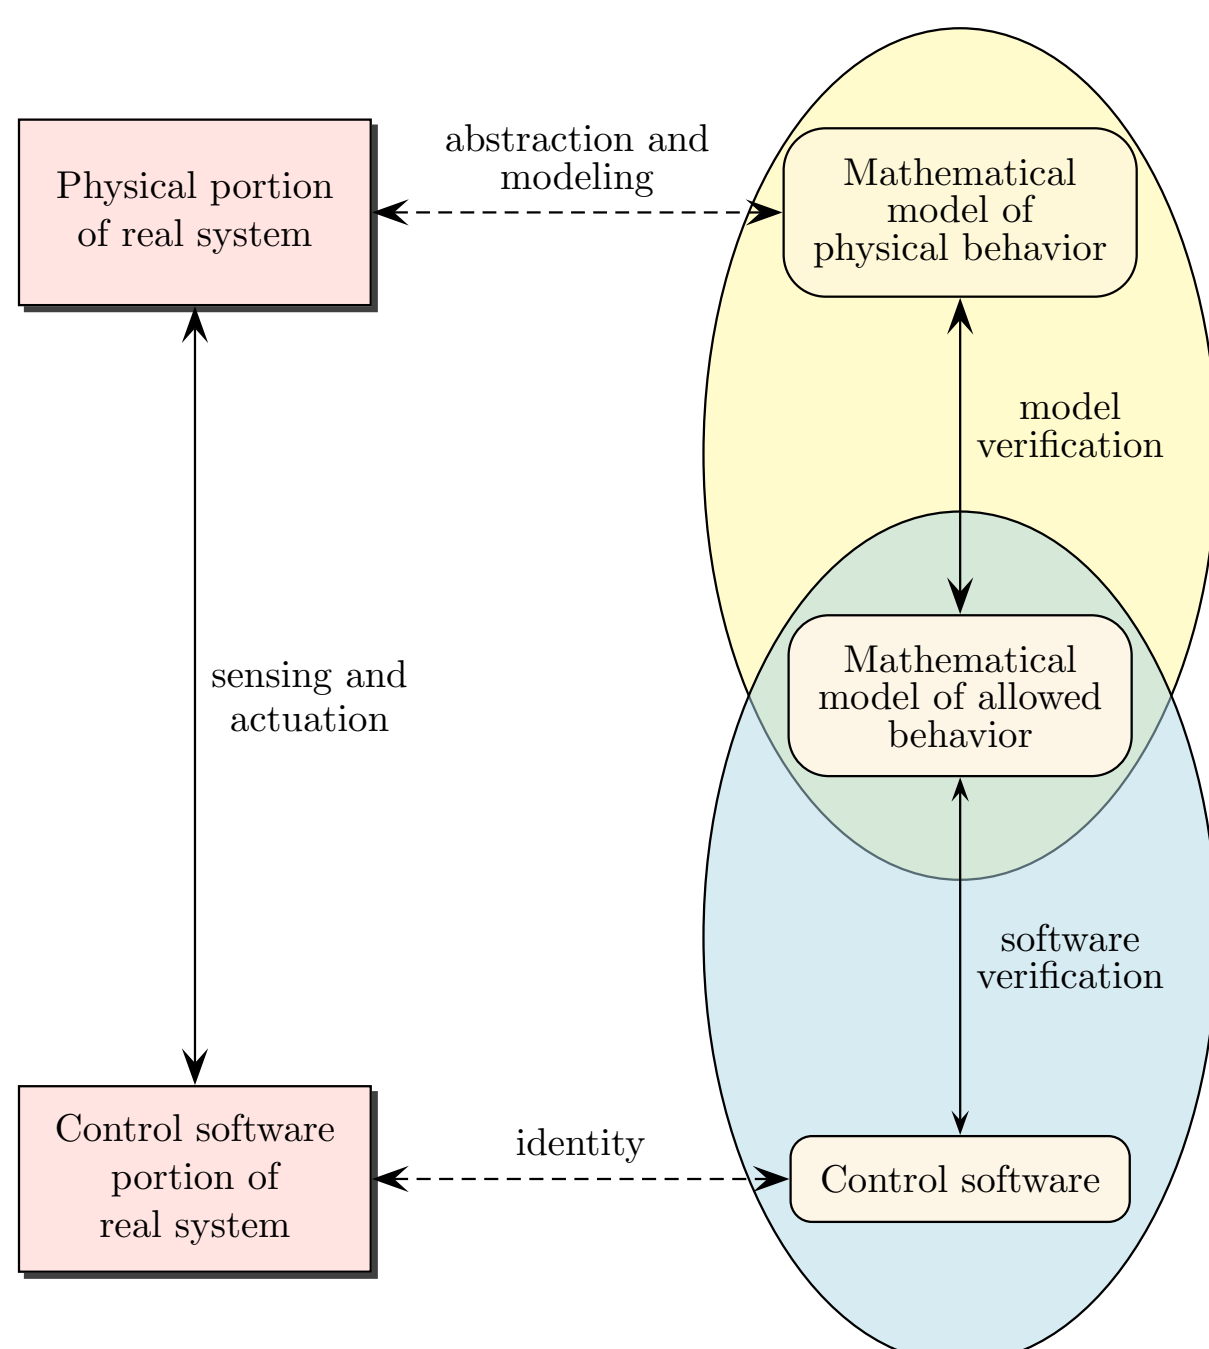 abstraction and
modeling
Physical portion
of real system
Mathematical
model of
physical behavior
model
verification
sensing and
actuation
Mathematical
model of allowed
behavior
software
verification
Control software
portion of
real system
identity
Control software